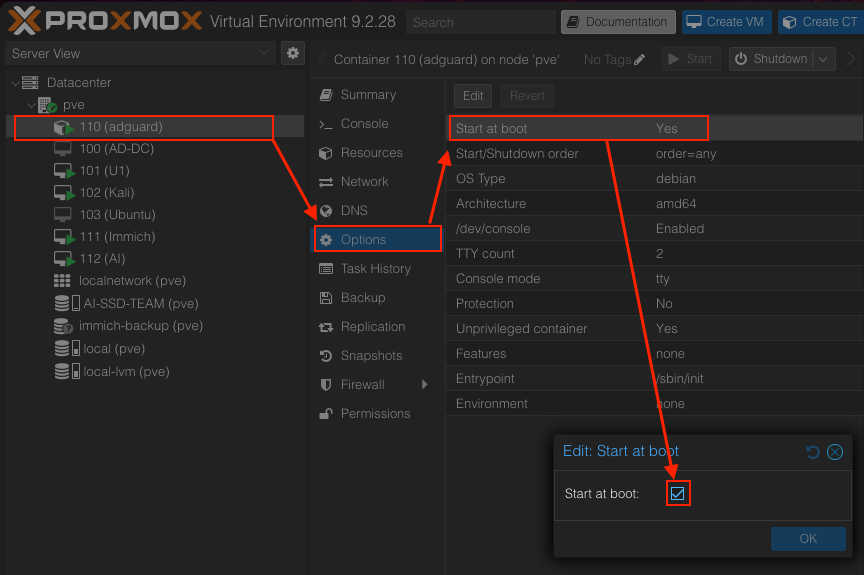 PROXMOX Virtual Environment 9.2.28 Search Documentation Create VM Create CT
Server View
Container 110 (adguard) on node 'pve' No Tags Start Shutdown
Datacenter
pve
110 (adguard)
100 (AD-DC)
101 (U1)
102 (Kali)
103 (Ubuntu)
111 (Immich)
112 (AI)
localnetwork (pve)
AI-SSD-TEAM (pve)
immich-backup (pve)
local (pve)
local-lvm (pve)
Summary
Console
Resources
Network
DNS
Options
Task History
Backup
Replication
Snapshots
Firewall
Permissions
Edit Revert
Start at boot Yes
Start/Shutdown order order=any
OS Type debian
Architecture amd64
/dev/console Enabled
TTY count 2
Console mode tty
Protection No
Unprivileged container Yes
Features none
Entrypoint /sbin/init
Environment none
Edit: Start at boot
Start at boot:
OK